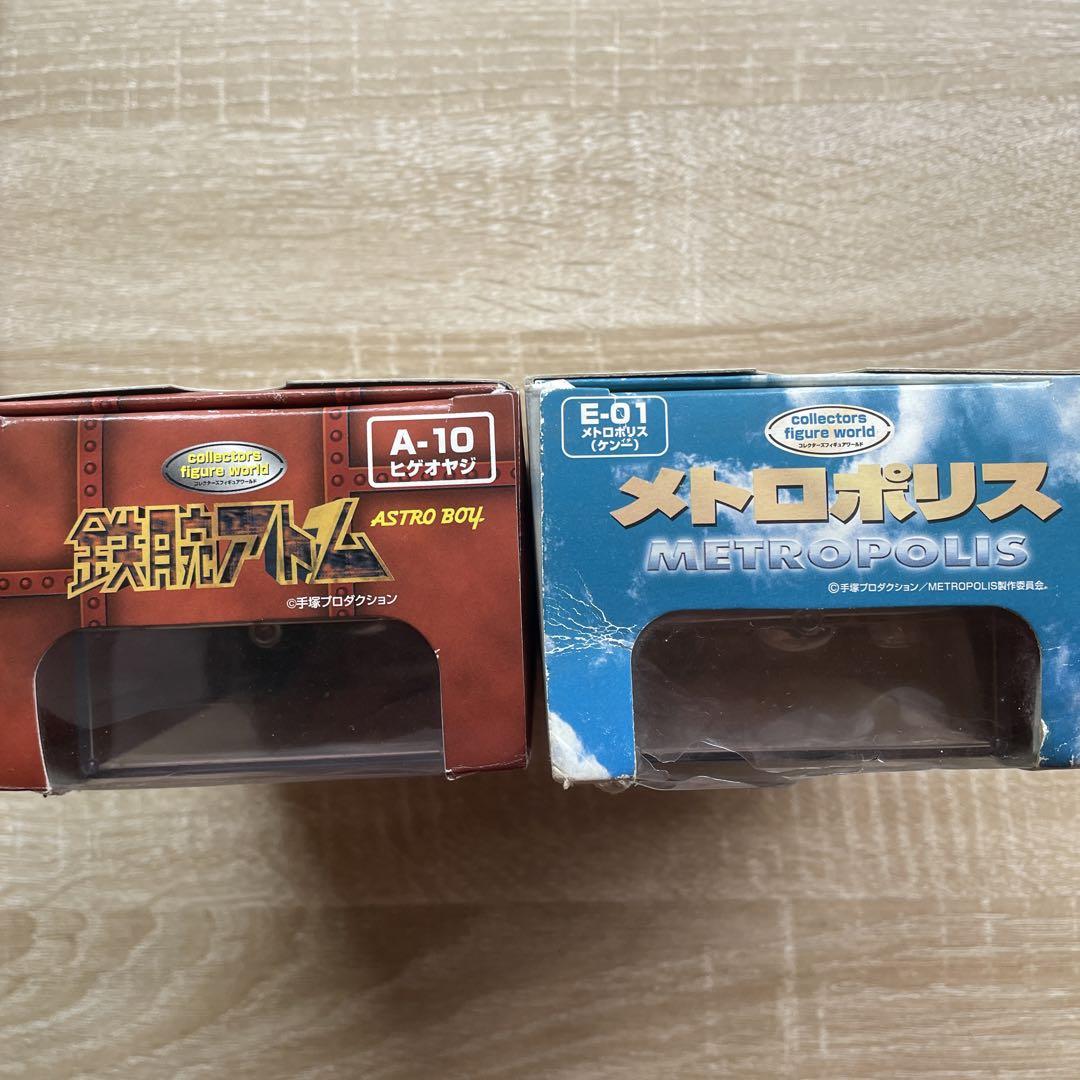 collectors
figure world
コレクターズフィギュアワールド
A-10
ヒゲオヤジ
鉄腕アトム
ASTRO BOY
©手塚プロダクション
E-01
メトロポリス
(ケンー)
collectors
figure world
コレクターズフィギュアワールド
メトロポリス
METROPOLIS
©手塚プロダクション/METROPOLIS製作委員会